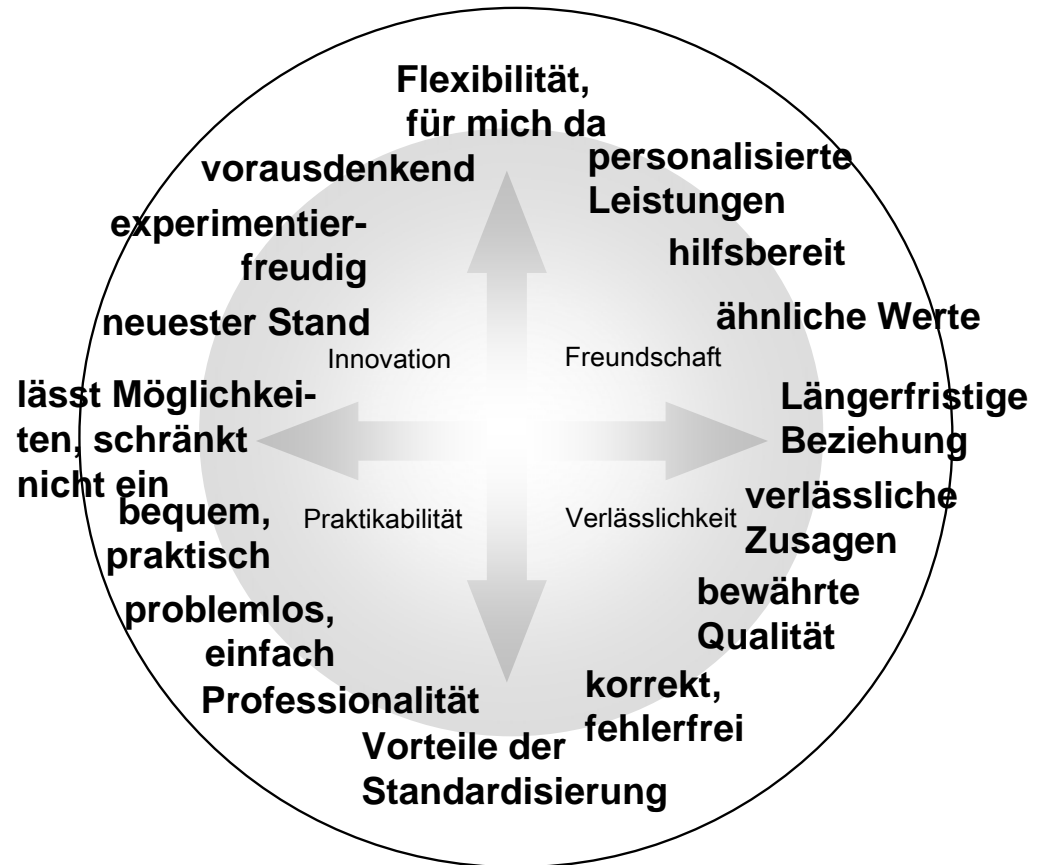 Flexibilität,
für mich da
vorausdenkend
personalisierte
Leistungen
experimentier-
freudig
hilfsbereit
neuester Stand
ähnliche Werte
Innovation
Freundschaft
lässt Möglichkei-
ten, schränkt
nicht ein
Längerfristige
Beziehung
bequem,
praktisch
Praktikabilität
Verlässlichkeit
verlässliche
Zusagen
problemlos,
einfach
bewährte
Qualität
Professionalität
korrekt,
fehlerfrei
Vorteile der
Standardisierung